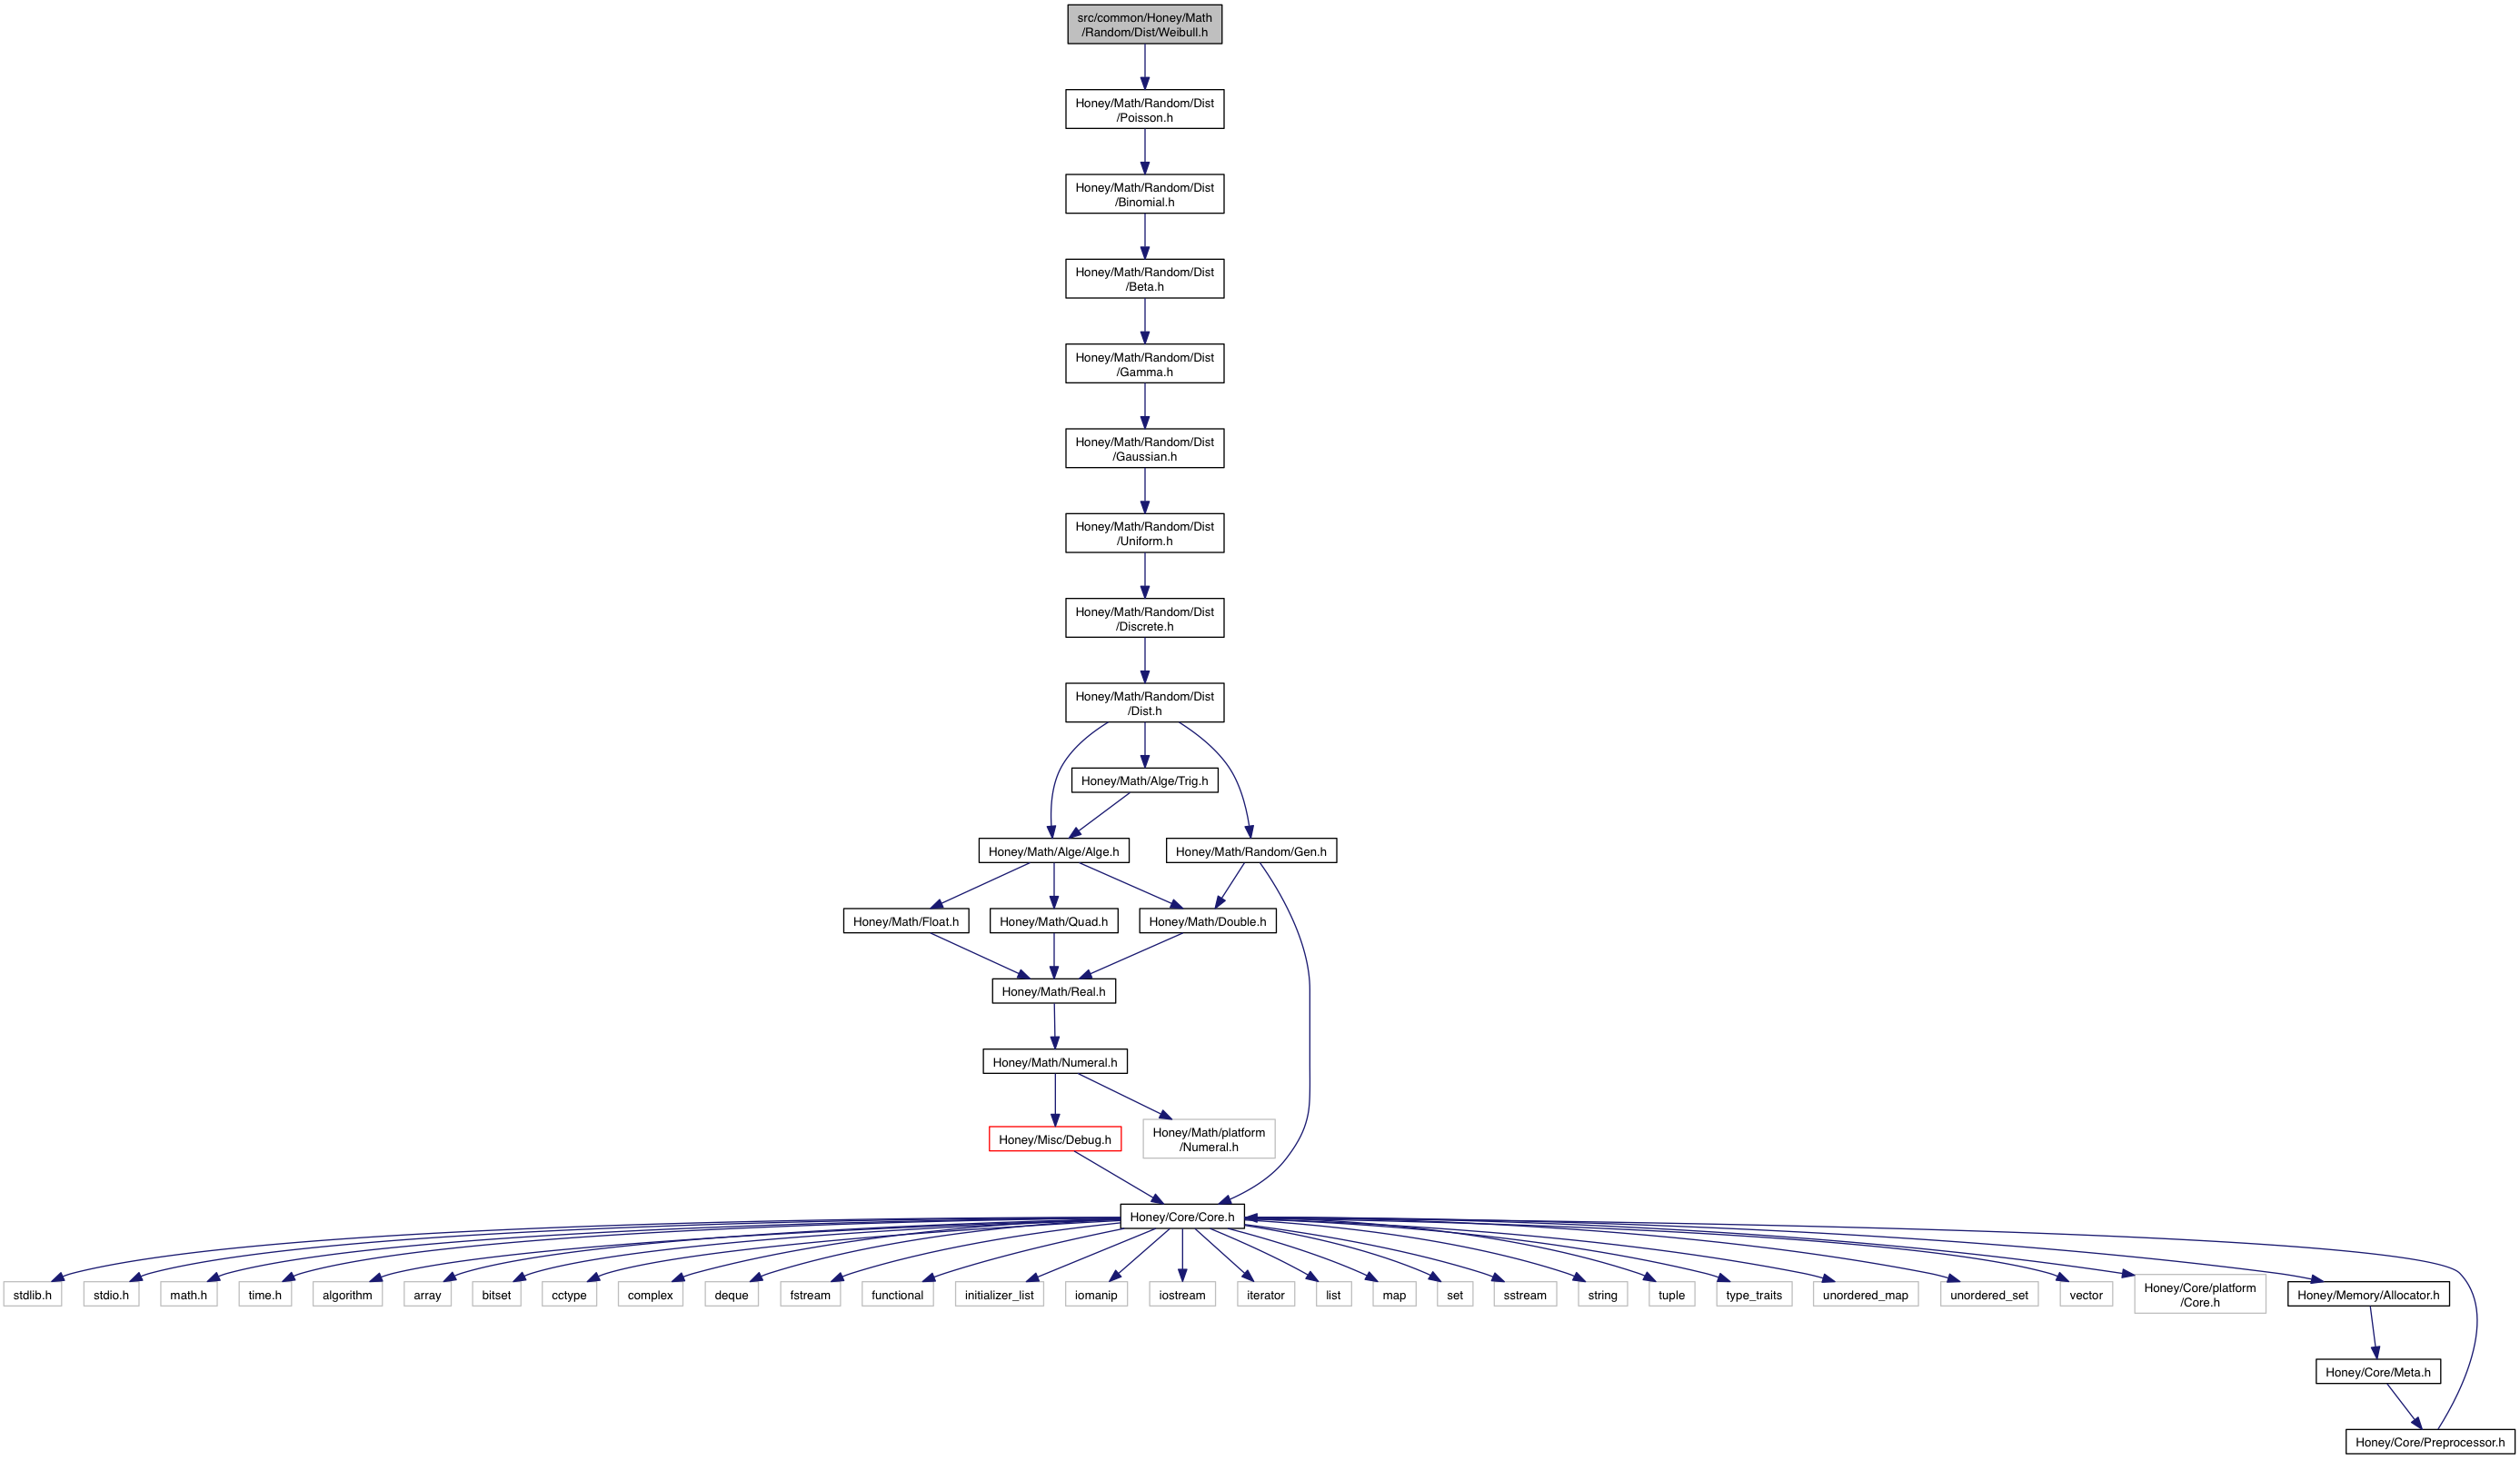 src/common/Honey/Math
/Random/Dist/Weibull.h
Honey/Math/Random/Dist
/Poisson.h
Honey/Math/Random/Dist
/Binomial.h
Honey/Math/Random/Dist
/Beta.h
Honey/Math/Random/Dist
/Gamma.h
Honey/Math/Random/Dist
/Gaussian.h
Honey/Math/Random/Dist
/Uniform.h
Honey/Math/Random/Dist
/Discrete.h
Honey/Math/Random/Dist
/Dist.h
Honey/Math/Alge/Trig.h
Honey/Math/Alge/Alge.h
Honey/Math/Random/Gen.h
Honey/Math/Float.h
Honey/Math/Quad.h
Honey/Math/Double.h
Honey/Math/Real.h
Honey/Math/Numeral.h
Honey/Misc/Debug.h
Honey/Math/platform
/Numeral.h
Honey/Core/Core.h
stdlib.h
stdio.h
math.h
time.h
algorithm
array
bitset
cctype
complex
deque
fstream
functional
initializer_list
iomanip
iostream
iterator
list
map
set
sstream
string
tuple
type_traits
unordered_map
unordered_set
vector
Honey/Core/platform
/Core.h
Honey/Memory/Allocator.h
Honey/Core/Meta.h
Honey/Core/Preprocessor.h